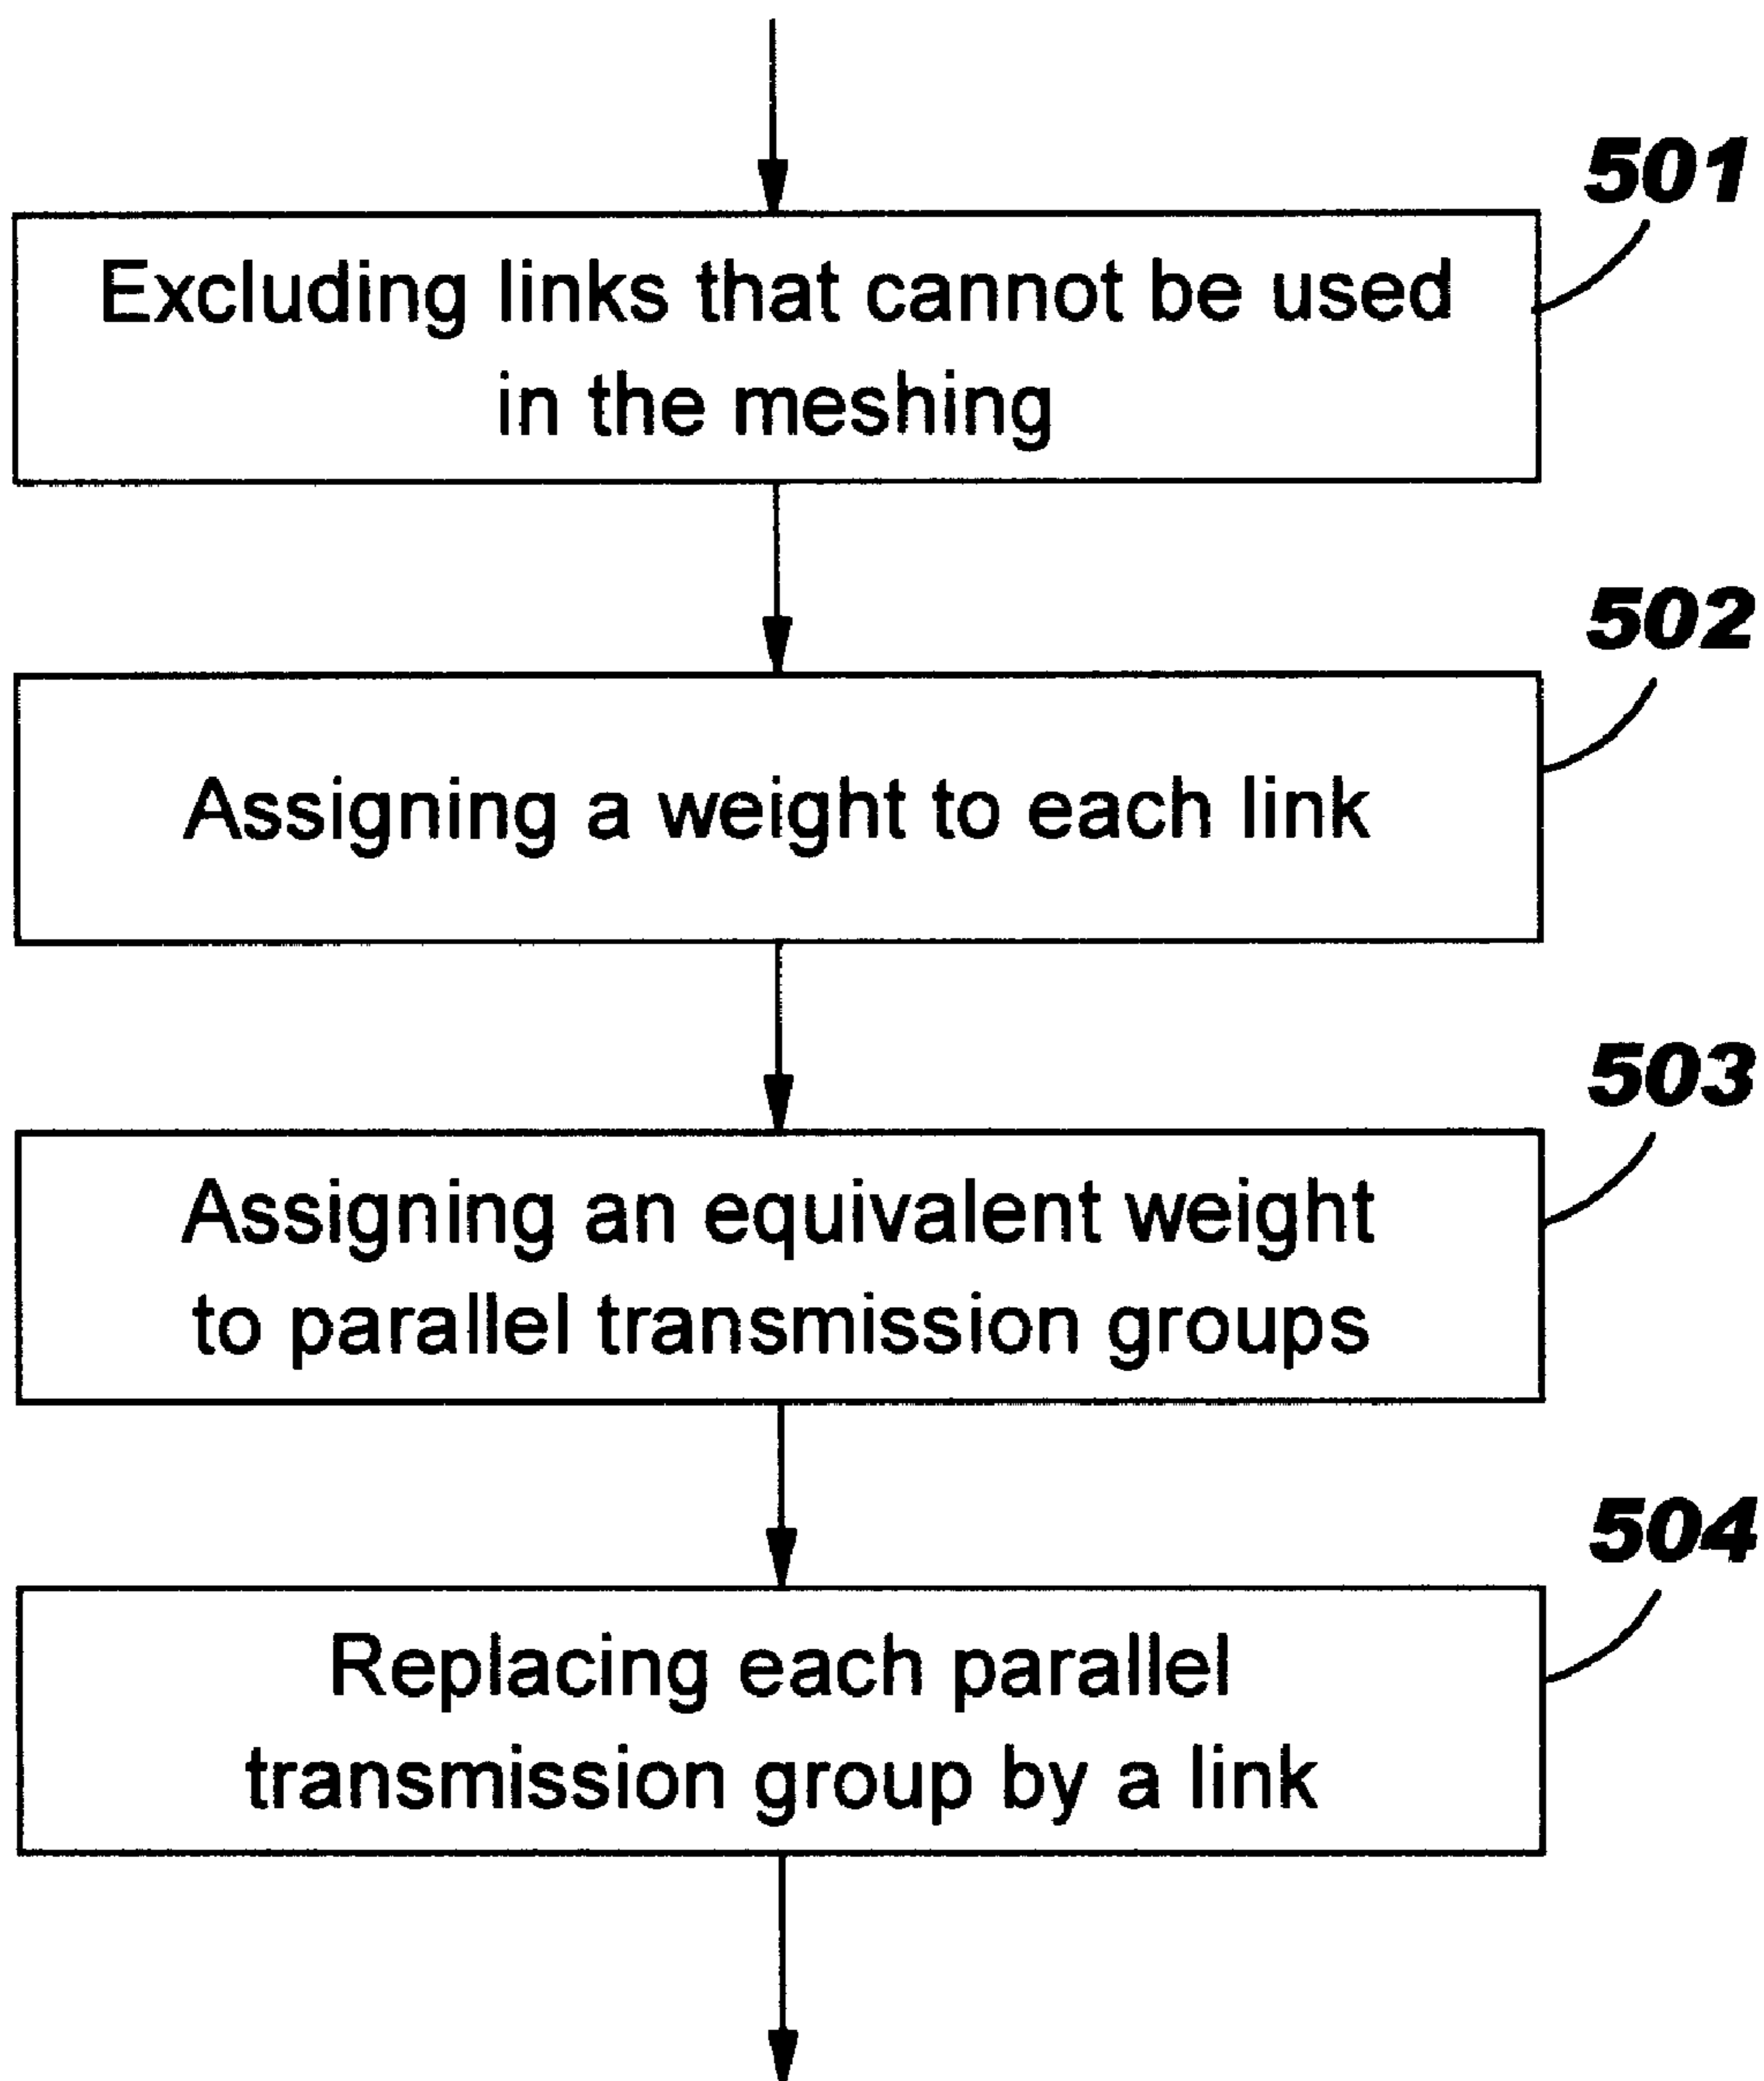 501
Excluding links that cannot be used
in the meshing
502
Assigning a weight to each link
503
Assigning an equivalent weight
to parallel transmission groups
504
Replacing each parallel
transmission group by a link